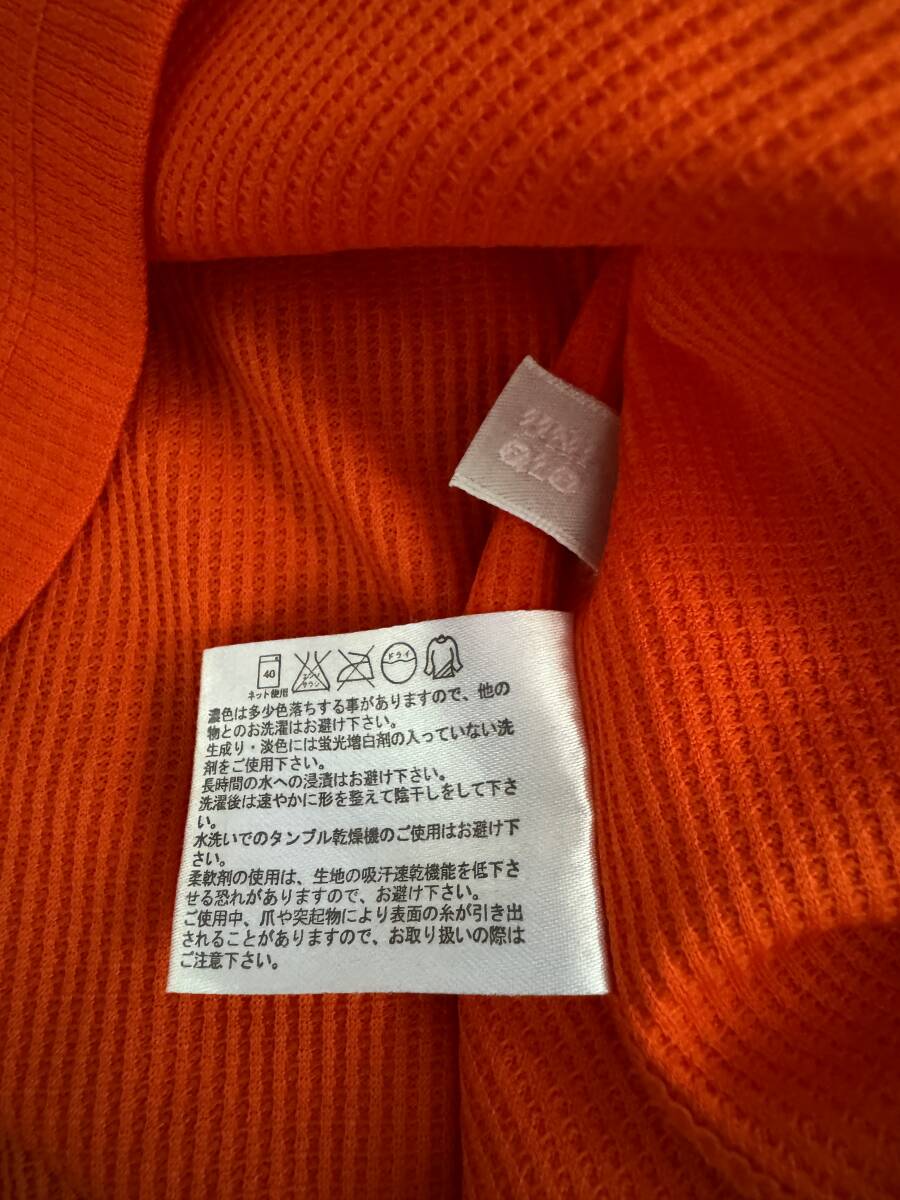 40
ネット使用
エンソ
サラシ
ドライ
濃色は多少色落ちする事がありますので、他の
物とのお洗濯はお避け下さい。
生成り・淡色には蛍光増白剤の入っていない洗
剤をご使用下さい。
長時間の水への浸漬はお避け下さい。
洗濯後は速やかに形を整えて陰干しをして下さ
い。
水洗いでのタンブル乾燥機のご使用はお避け下
さい。
柔軟剤の使用は、生地の吸汗速乾機能を低下さ
せる恐れがありますので、お避け下さい。
ご使用中、爪や突起物により表面の糸が引き出
されることがありますので、お取り扱いの際は
ご注意下さい。